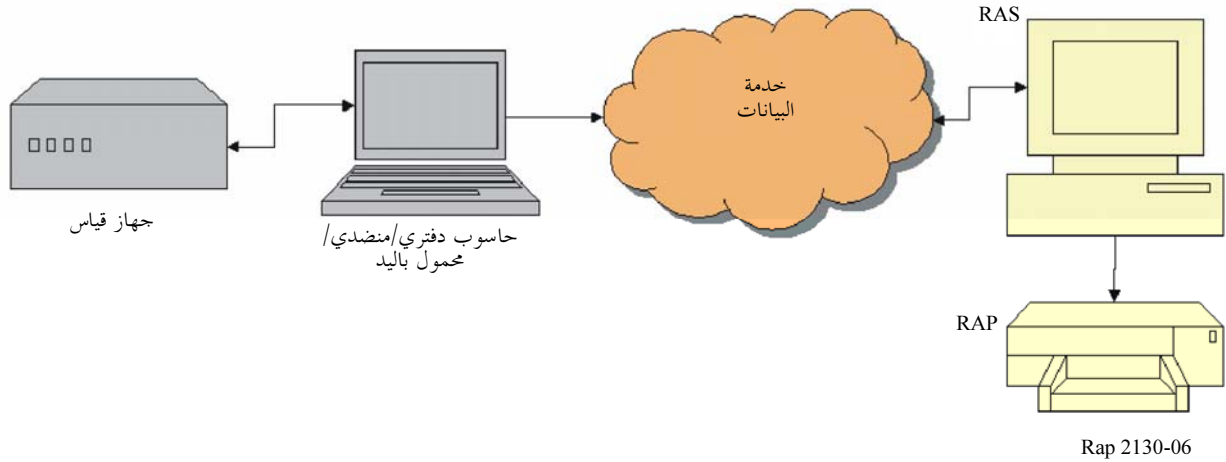 RAS
خدمة
البيانات
جهاز قياس
حاسوب دفتري/منضدي/
محمول باليد
RAP
Rap 2130-06